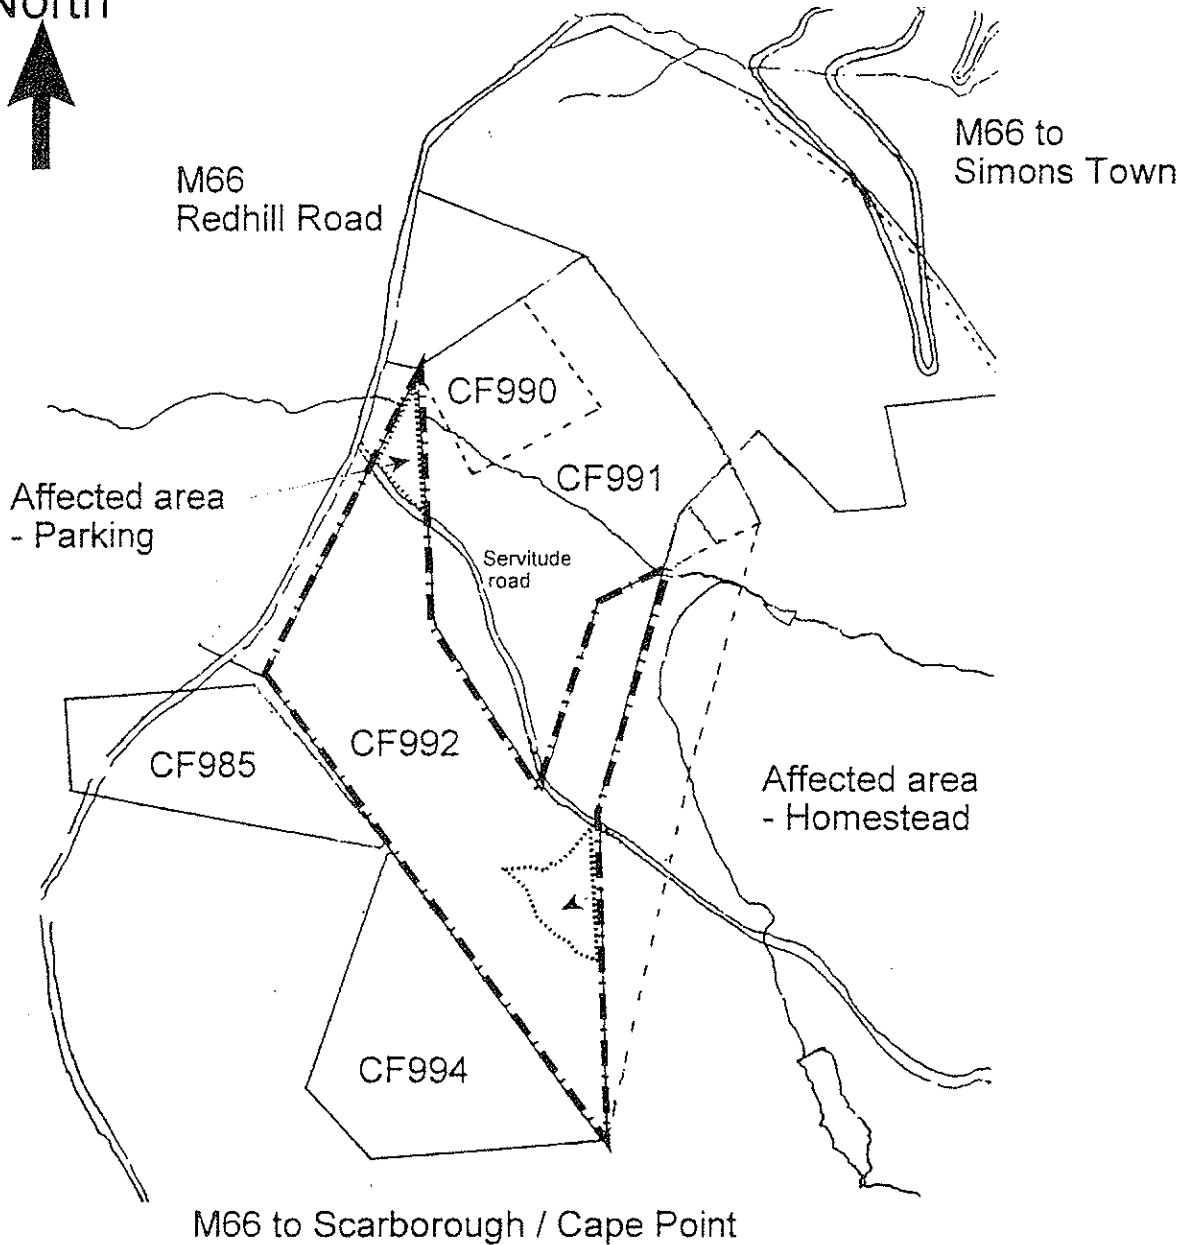 North
M66 to
Simons Town
M66
Redhill Road
CF990
CF991
Affected area
- Parking
Servitude
road
CF992
CF985
Affected area
- Homestead
CF994
M66 to Scarborough / Cape Point